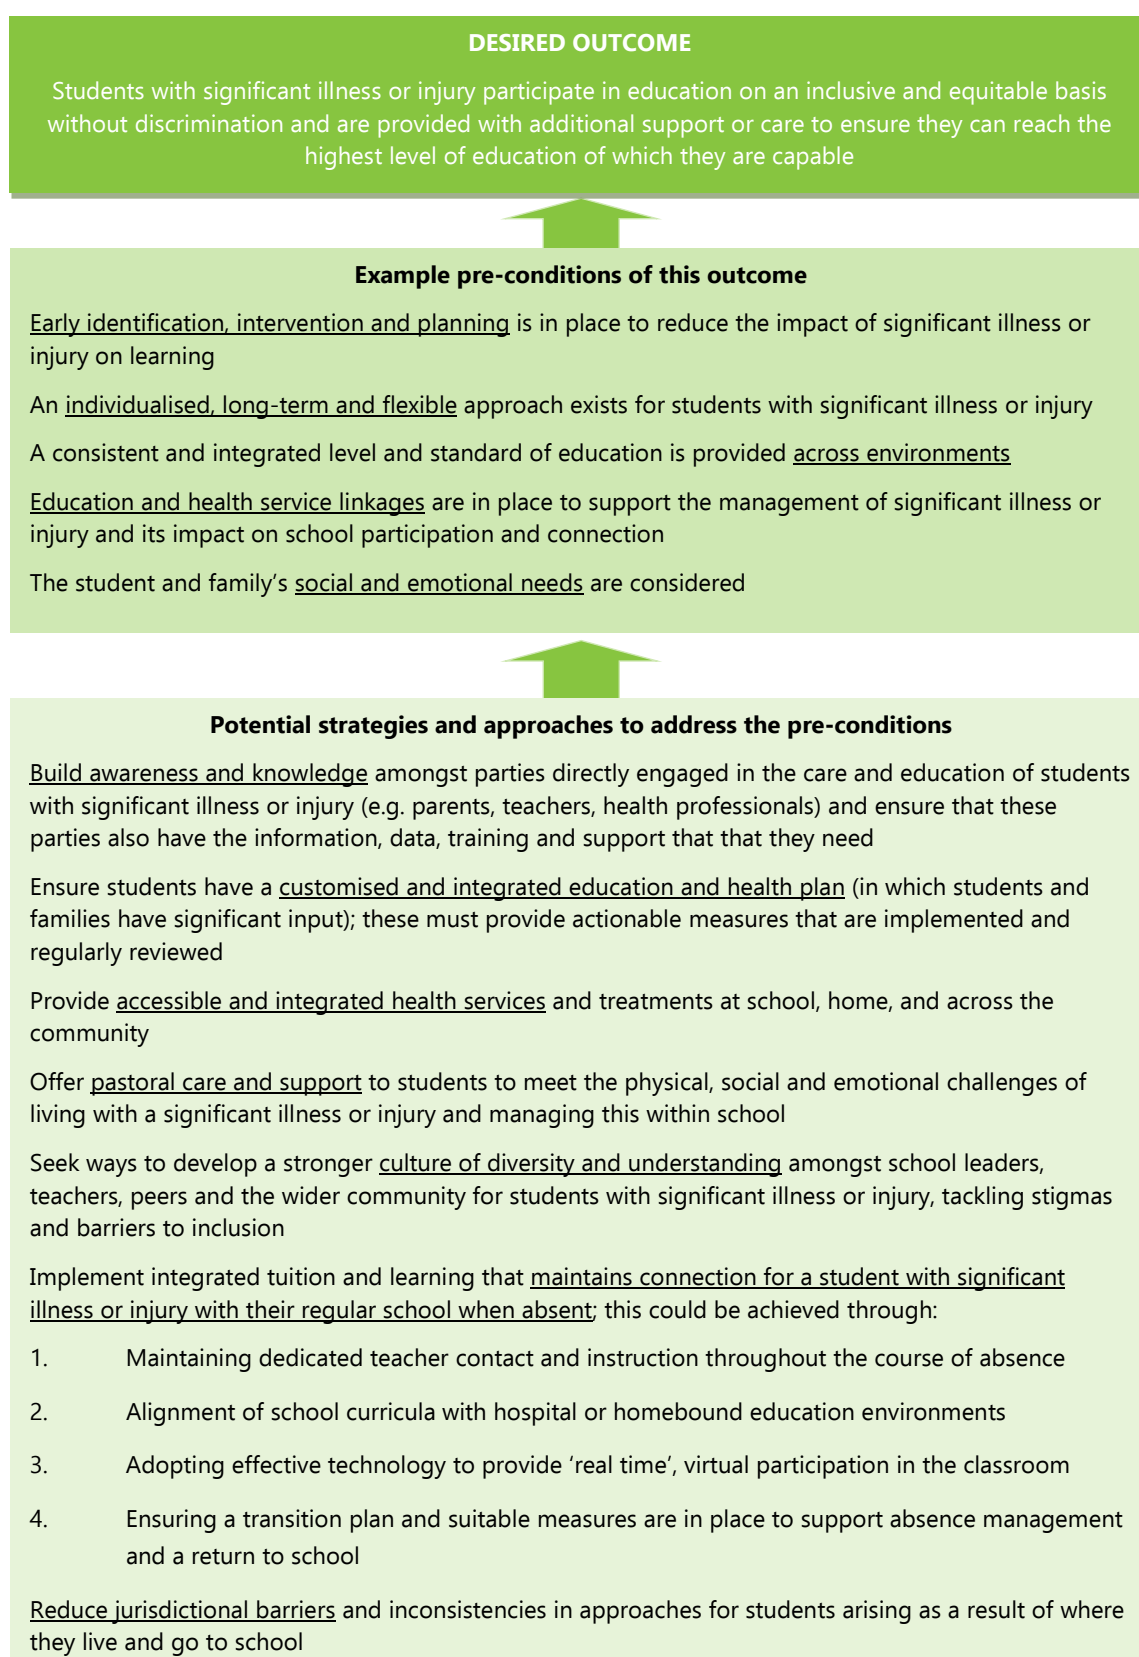 DESIRED OUTCOME
Students with significant illness or injury participate in education on an inclusive and equitable basis
without discrimination and are provided with additional support or care to ensure they can reach the
highest level of education of which they are capable
Example pre-conditions of this outcome
Early identification, intervention and planning is in place to reduce the impact of significant illness or
injury on learning
An individualised, long-term and flexible approach exists for students with significant illness or injury
A consistent and integrated level and standard of education is provided across environments
Education and health service linkages are in place to support the management of significant illness or
injury and its impact on school participation and connection
The student and family’s social and emotional needs are considered
Potential strategies and approaches to address the pre-conditions
Build awareness and knowledge amongst parties directly engaged in the care and education of students
with significant illness or injury (e.g. parents, teachers, health professionals) and ensure that these
parties also have the information, data, training and support that that they need
Ensure students have a customised and integrated education and health plan (in which students and
families have significant input); these must provide actionable measures that are implemented and
regularly reviewed
Provide accessible and integrated health services and treatments at school, home, and across the
community
Offer pastoral care and support to students to meet the physical, social and emotional challenges of
living with a significant illness or injury and managing this within school
Seek ways to develop a stronger culture of diversity and understanding amongst school leaders,
teachers, peers and the wider community for students with significant illness or injury, tackling stigmas
and barriers to inclusion
Implement integrated tuition and learning that maintains connection for a student with significant
illness or injury with their regular school when absent; this could be achieved through:
1. Maintaining dedicated teacher contact and instruction throughout the course of absence
2. Alignment of school curricula with hospital or homebound education environments
3. Adopting effective technology to provide ‘real time’, virtual participation in the classroom
4. Ensuring a transition plan and suitable measures are in place to support absence management
and a return to school
Reduce jurisdictional barriers and inconsistencies in approaches for students arising as a result of where
they live and go to school